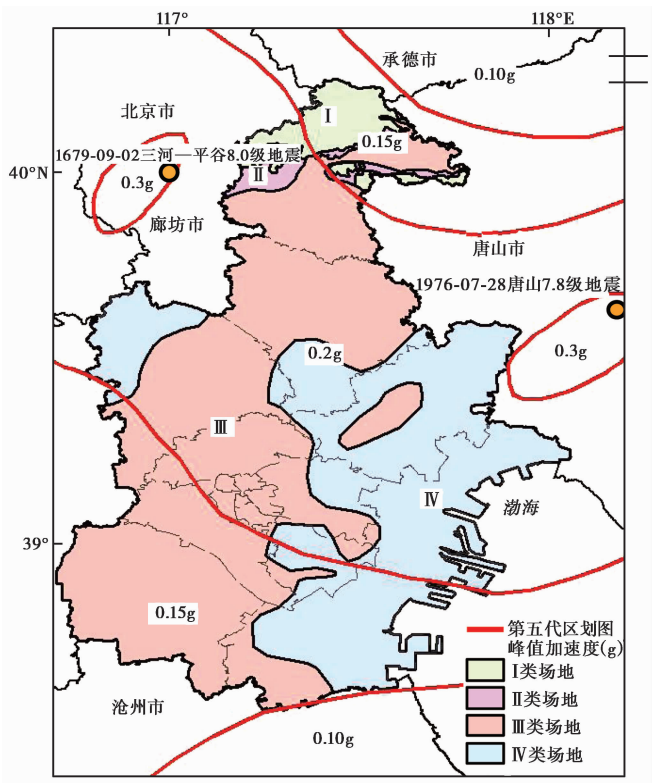 117°
118°E
承德市
0.10g
北京市
I
0.15g
1679-09-02三河—平谷8.0级地震
40°N
II
0.3g
廊坊市
唐山市
1976-07-28唐山7.8级地震
0.2g
0.3g
III
IV
渤海
39°
0.15g
第五代区划图
峰值加速度(g)
I类场地
II类场地
III类场地
IV类场地
沧州市
0.10g